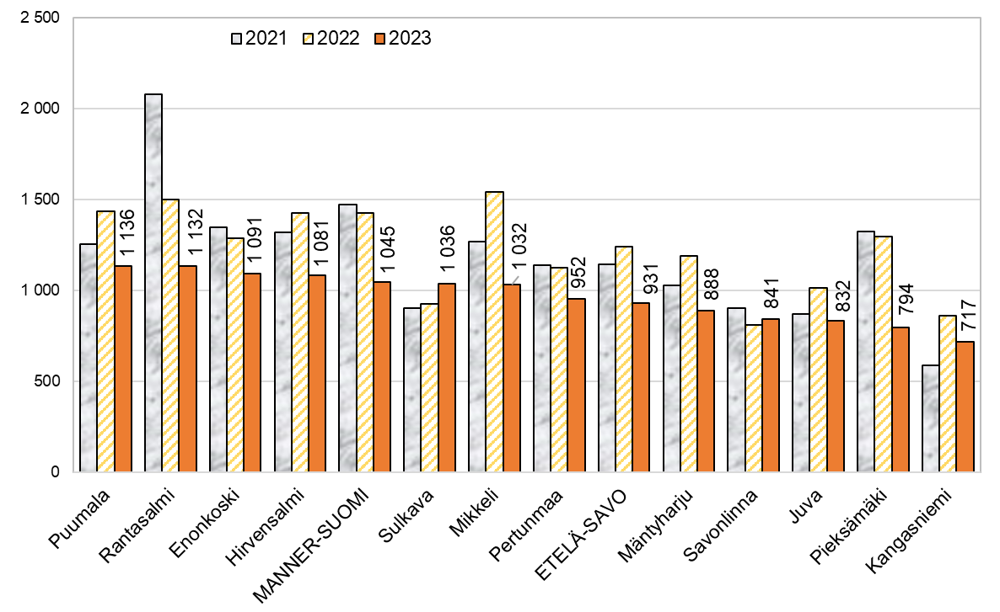 2 500
2021 2022 2023
2 000
1 500
1 000
500
0
1 136
1 132
1 091
1 081
1 045
1 036
1 032
952
931
888
841
832
794
717
Puumala
Rantasalmi
Enonkoski
Hirvensalmi
MANNER-SUOMI
Sulkava
Mikkeli
Pertunmaa
ETELÄ-SAVO
Mäntyharju
Savonlinna
Juva
Pieksämäki
Kangasniemi